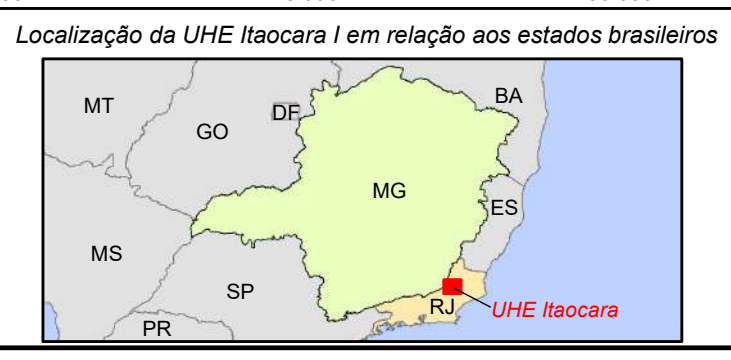 Localização da UHE Itaocara I em relação aos estados brasileiros
MT
GO
DF
BA
MG
ES
MS
SP
RJ
UHE Itaocara
PR